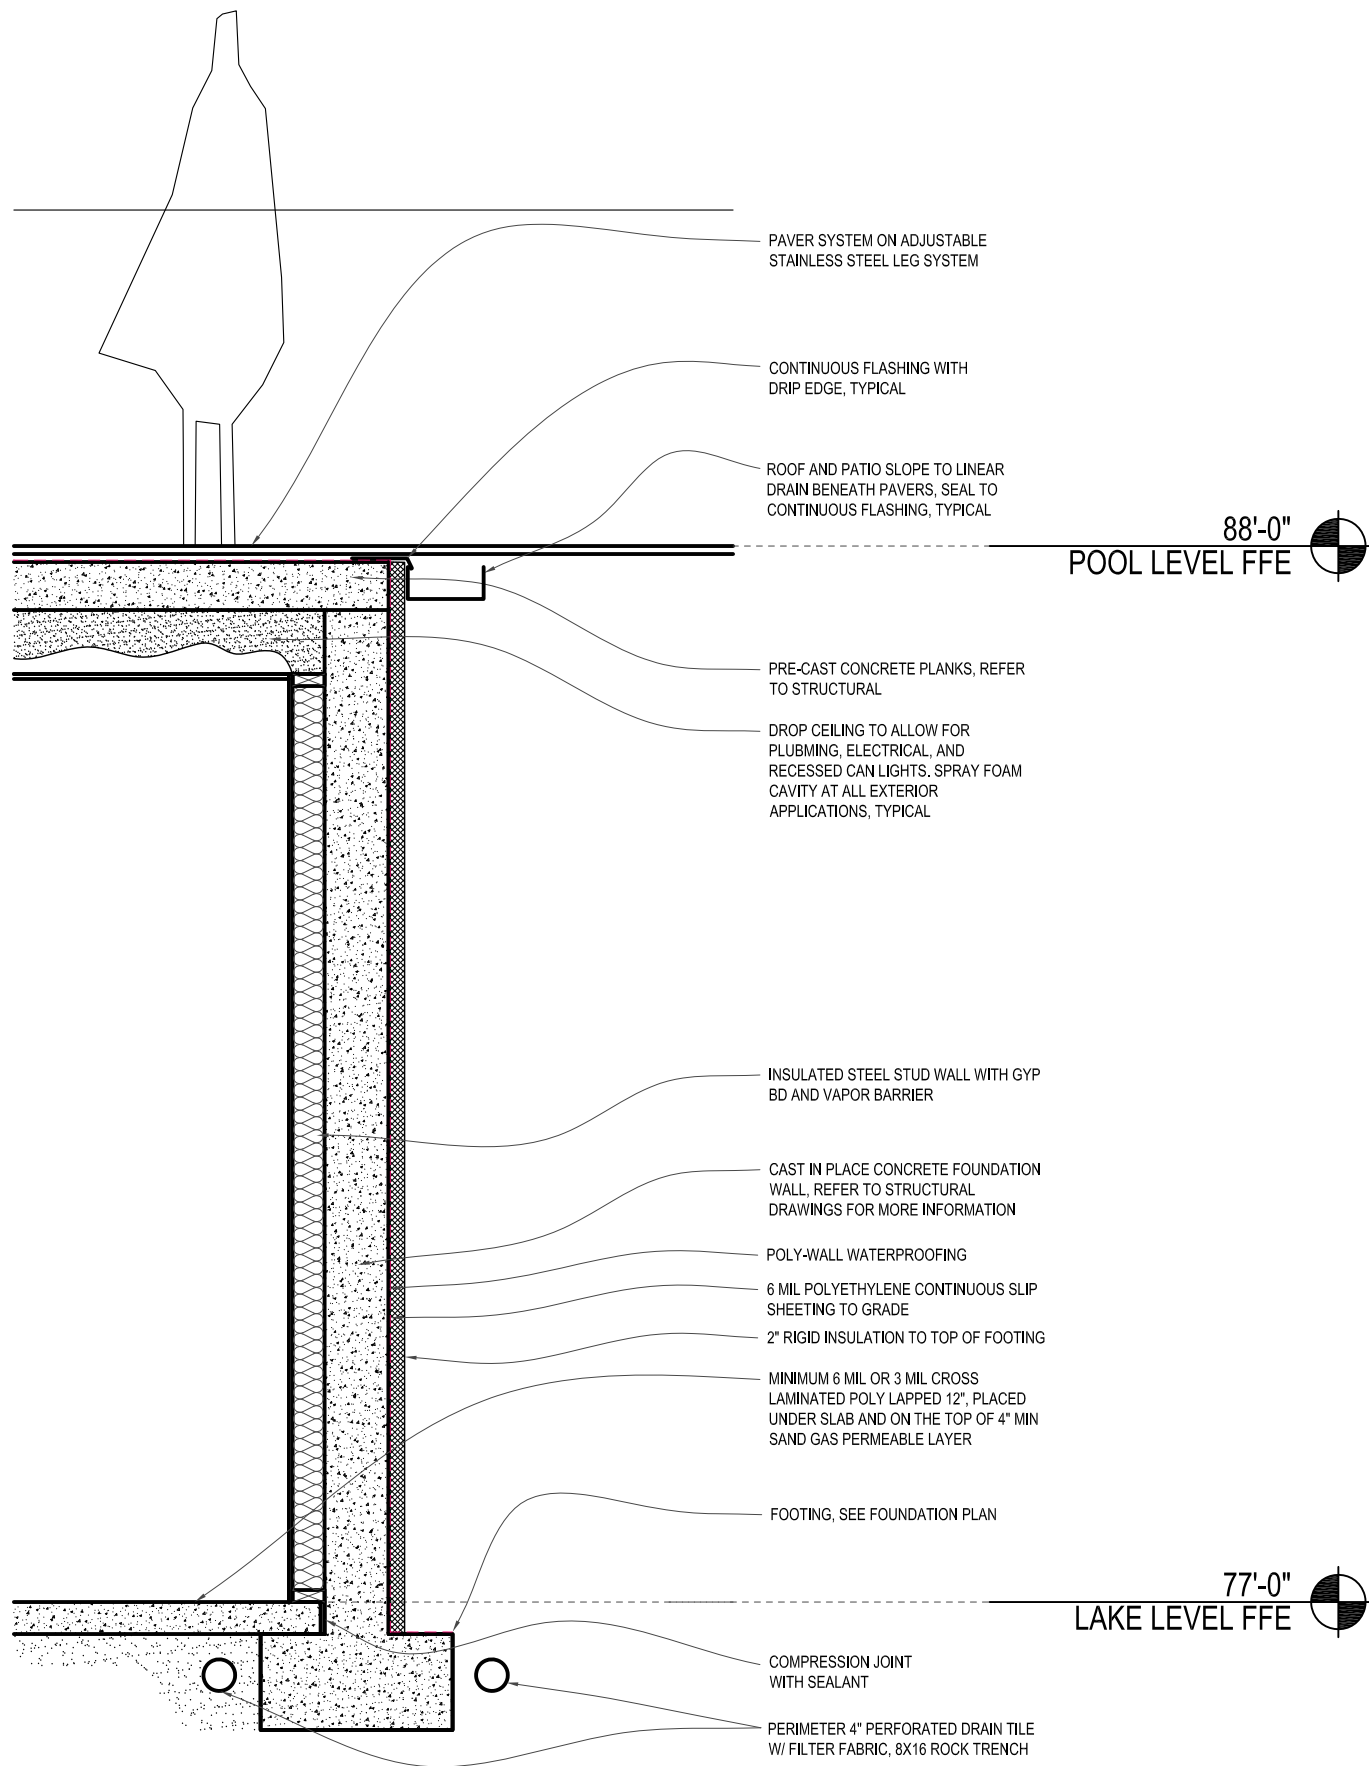 PAVER SYSTEM ON ADJUSTABLE
STAINLESS STEEL LEG SYSTEM
CONTINUOUS FLASHING WITH
DRIP EDGE, TYPICAL
ROOF AND PATIO SLOPE TO LINEAR
DRAIN BENEATH PAVERS, SEAL TO
CONTINUOUS FLASHING, TYPICAL
88'-0"
POOL LEVEL FFE
PRE-CAST CONCRETE PLANKS, REFER
TO STRUCTURAL
DROP CEILING TO ALLOW FOR
PLUBMING, ELECTRICAL, AND
RECESSED CAN LIGHTS. SPRAY FOAM
CAVITY AT ALL EXTERIOR
APPLICATIONS, TYPICAL
INSULATED STEEL STUD WALL WITH GYP
BD AND VAPOR BARRIER
CAST IN PLACE CONCRETE FOUNDATION
WALL, REFER TO STRUCTURAL
DRAWINGS FOR MORE INFORMATION
POLY-WALL WATERPROOFING
6 MIL POLYETHYLENE CONTINUOUS SLIP
SHEETING TO GRADE
2" RIGID INSULATION TO TOP OF FOOTING
MINIMUM 6 MIL OR 3 MIL CROSS
LAMINATED POLY LAPPED 12", PLACED
UNDER SLAB AND ON THE TOP OF 4" MIN
SAND GAS PERMEABLE LAYER
FOOTING, SEE FOUNDATION PLAN
77'-0"
LAKE LEVEL FFE
COMPRESSION JOINT
WITH SEALANT
PERIMETER 4" PERFORATED DRAIN TILE
W/ FILTER FABRIC, 8X16 ROCK TRENCH